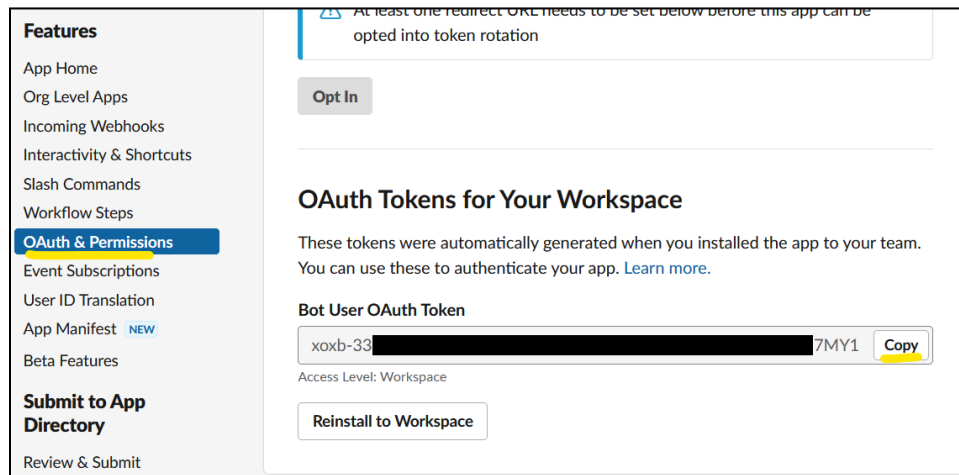 Features
App Home
Org Level Apps
Incoming Webhooks
Interactivity & Shortcuts
Slash Commands
Workflow Steps
OAuth & Permissions
Event Subscriptions
User ID Translation
App Manifest NEW
Beta Features
Submit to App
Directory
Review & Submit
At least one redirect URL needs to be set below before this app can be
opted into token rotation
Opt In
OAuth Tokens for Your Workspace
These tokens were automatically generated when you installed the app to your team.
You can use these to authenticate your app. Learn more.
Bot User OAuth Token
xoxb-33 7MY1 Copy
Access Level: Workspace
Reinstall to Workspace